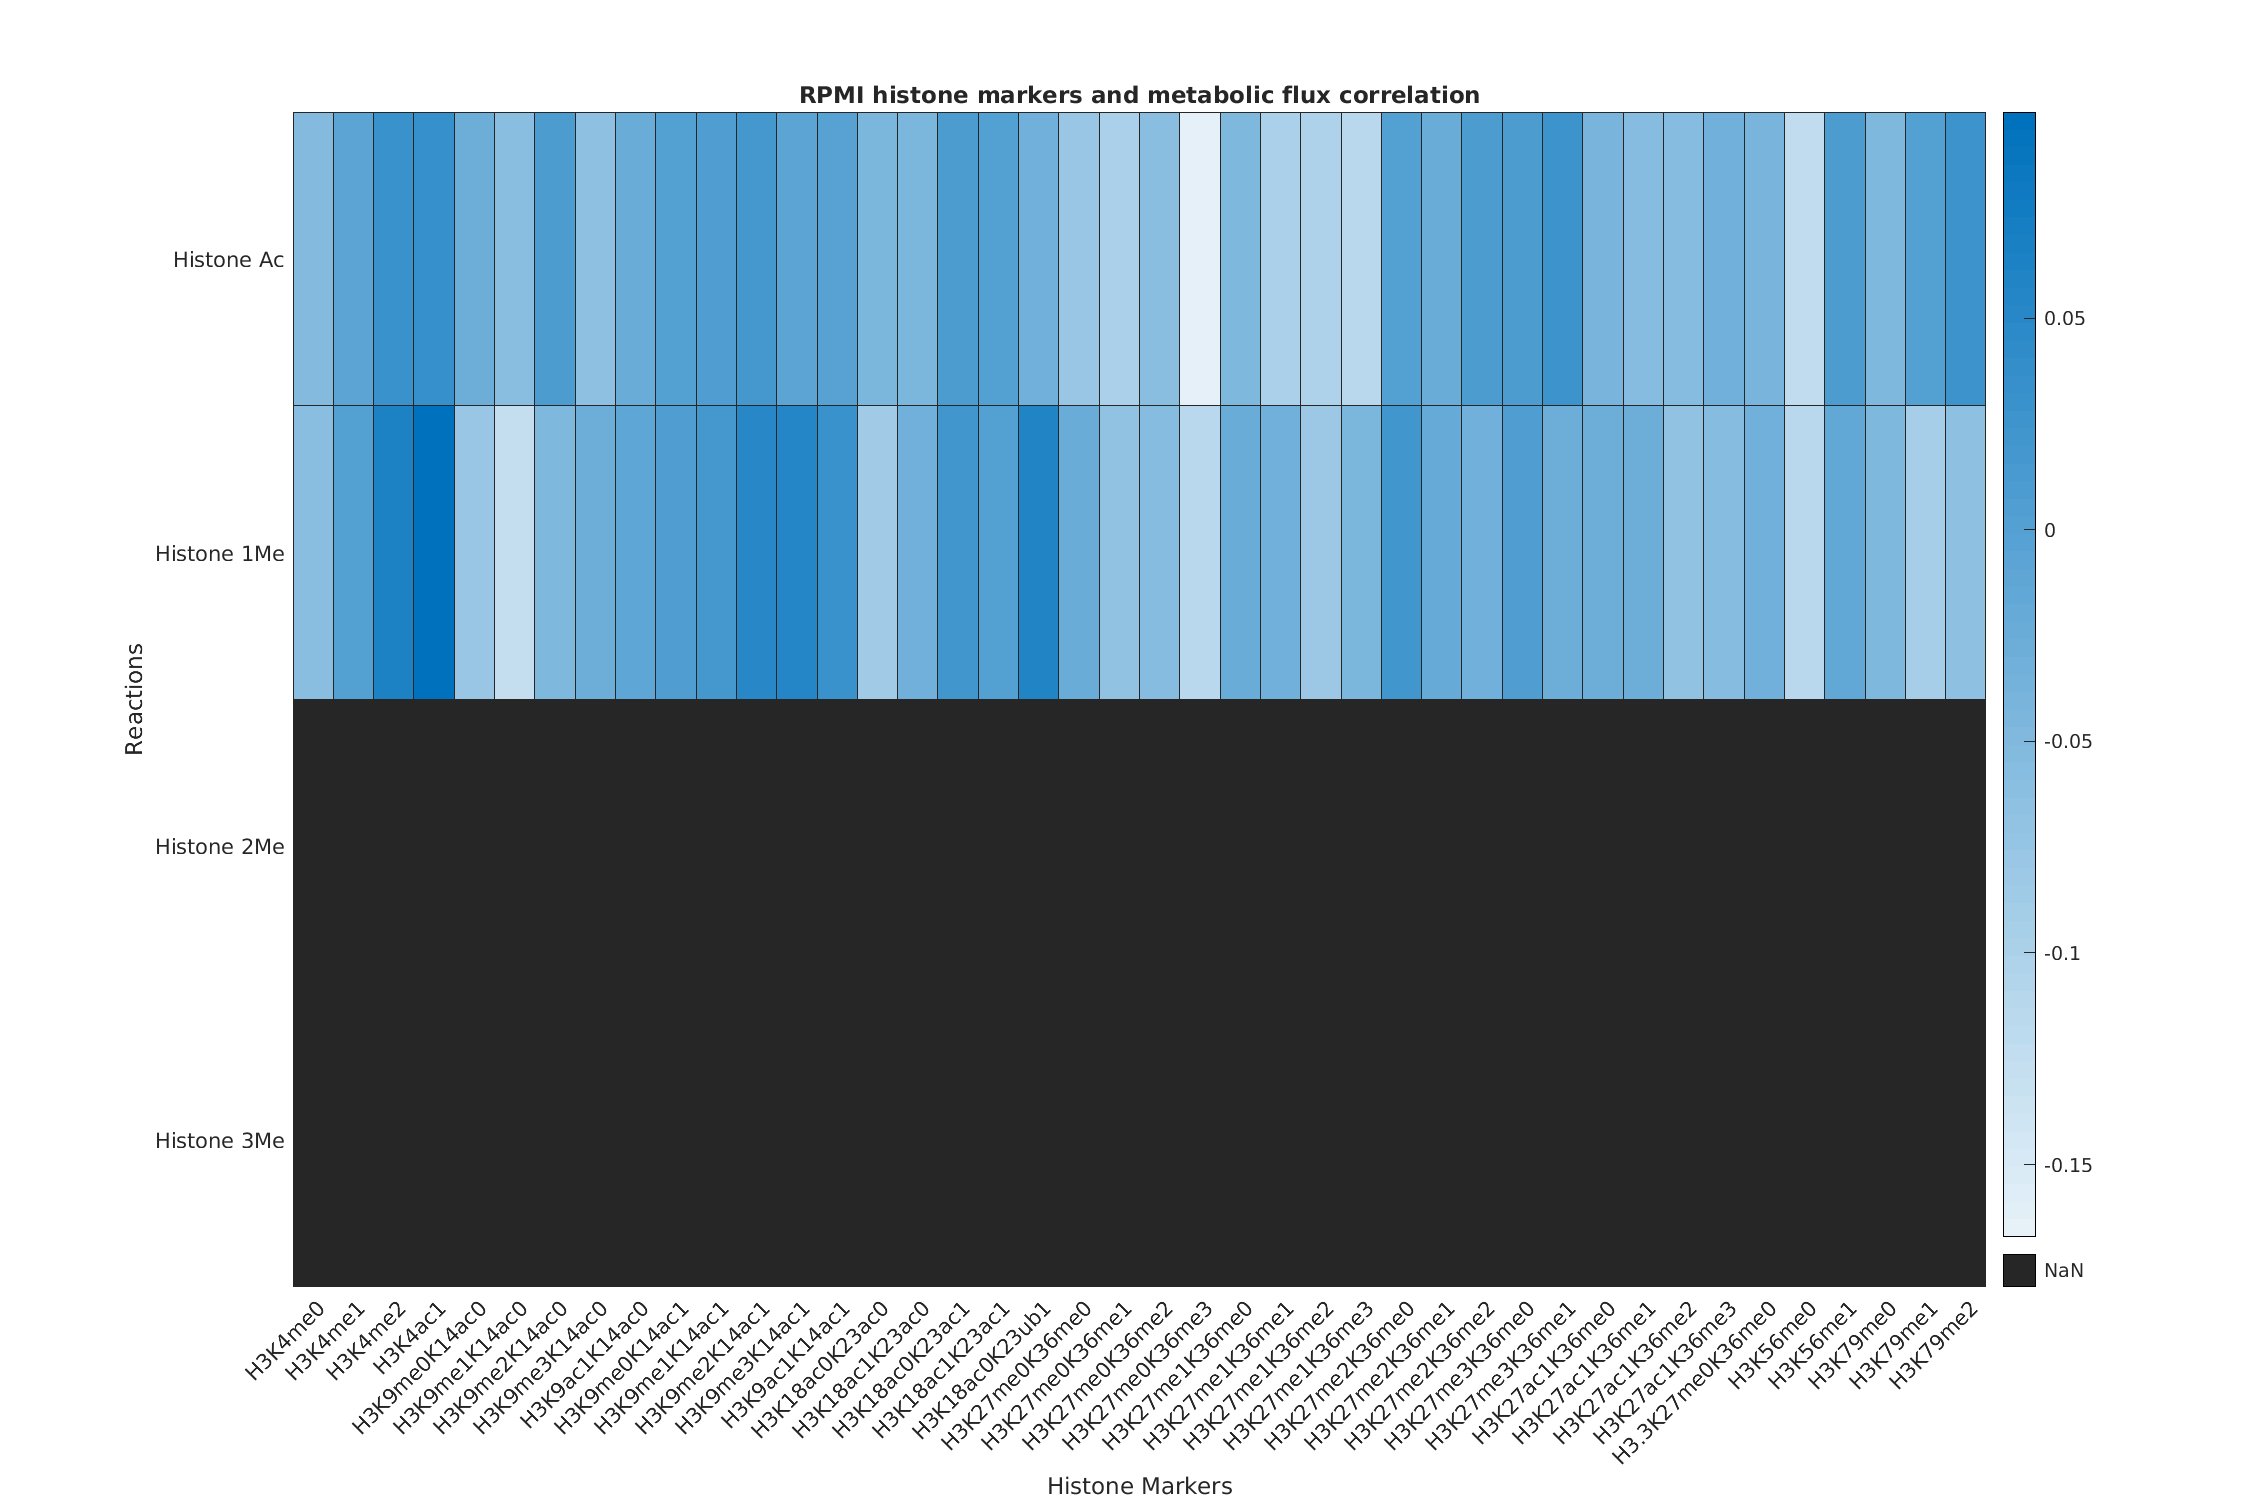 RPMI histone markers and metabolic flux correlation
Histone Ac
Histone 1Me
Histone 2Me
Histone 3Me
Reactions
0.05
0
-0.05
-0.1
-0.15
NaN
H3K4me0
H3K4me1
H3K4me2
H3K4ac1
H3K9me0K14ac0
H3K9me1K14ac0
H3K9me2K14ac0
H3K9me3K14ac0
H3K9ac1K14ac0
H3K9me0K14ac1
H3K9me1K14ac1
H3K9me2K14ac1
H3K9me3K14ac1
H3K9ac1K14ac1
H3K18ac0K23ac0
H3K18ac1K23ac0
H3K18ac0K23ac1
H3K18ac1K23ac1
H3K18ac0K23ub1
H3K27me0K36me0
H3K27me0K36me1
H3K27me0K36me2
H3K27me0K36me3
H3K27me1K36me0
H3K27me1K36me1
H3K27me1K36me2
H3K27me1K36me3
H3K27me2K36me0
H3K27me2K36me1
H3K27me2K36me2
H3K27me3K36me0
H3K27me3K36me1
H3K27ac1K36me0
H3K27ac1K36me1
H3K27ac1K36me2
H3K27ac1K36me3
H3.3K27me0K36me0
H3K56me0
H3K56me1
H3K79me0
H3K79me1
H3K79me2
Histone Markers